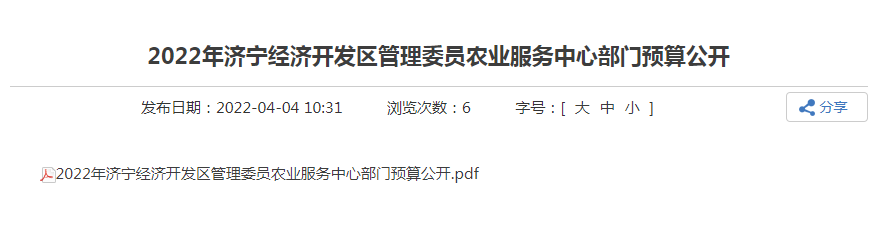 2022年济宁经济开发区管理委员农业服务中心部门预算公开
发布日期：2022-04-04 10:31 浏览次数：6 字号：[ 大 中 小 ] 分享
2022年济宁经济开发区管理委员农业服务中心部门预算公开.pdf